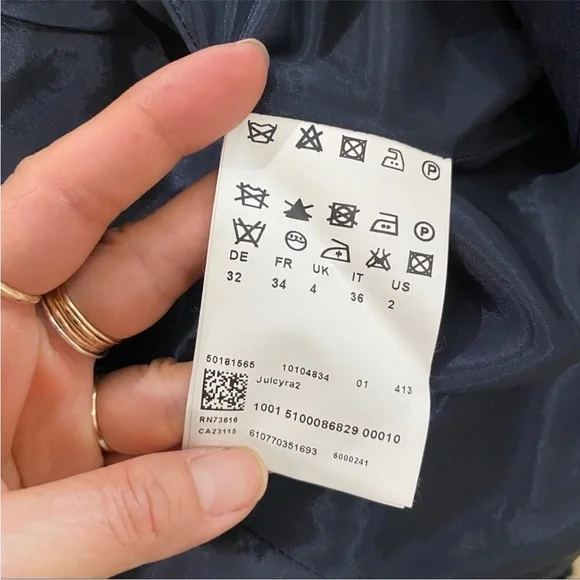 P
P
DE FR UK IT US
32 34 4 36 2
50181565 10104834 01 413
Julcyra2
1001 5100086829 00010
RN73616
CA23115 610770351693 6000241